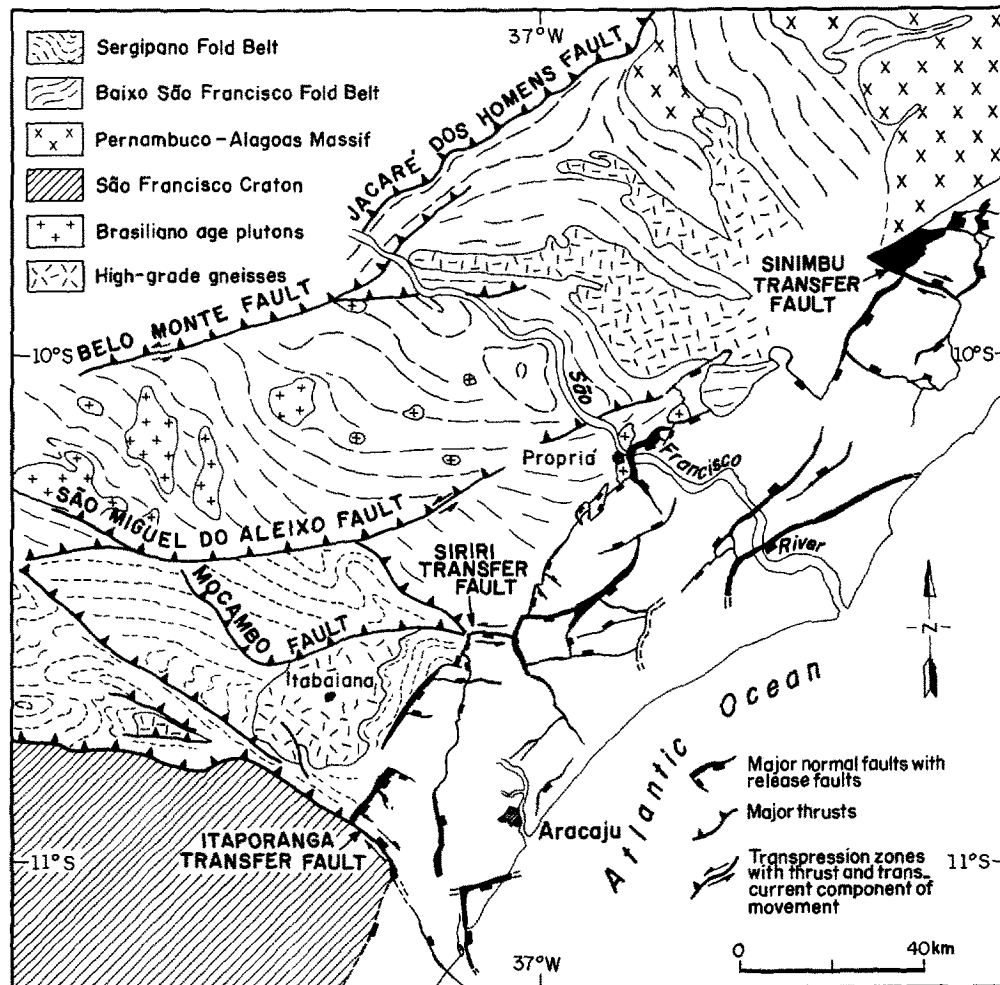 Sergipano Fold Belt
Baixo São Francisco Fold Belt
Pernambuco-Alagoas Massif
São Francisco Craton
Brasiliano age plutons
High-grade gneisses
37°W
JACARÉ DOS HOMENS FAULT
SINIMBU
TRANSFER
FAULT
BELO MONTE FAULT
10°S
10°S
São
Francisco
River
Propriá
SÃO MIGUEL DO ALEIXO FAULT
SIRIRI
TRANSFER
FAULT
MOCAMBO FAULT
Itabaiana
N
Atlantic Ocean
Major normal faults with
release faults
Major thrusts
Transpression zones
with thrust and trans-
current component of
movement
Aracaju
ITAPORANGA
TRANSFER FAULT
11°S
11°S
37°W
0 40km